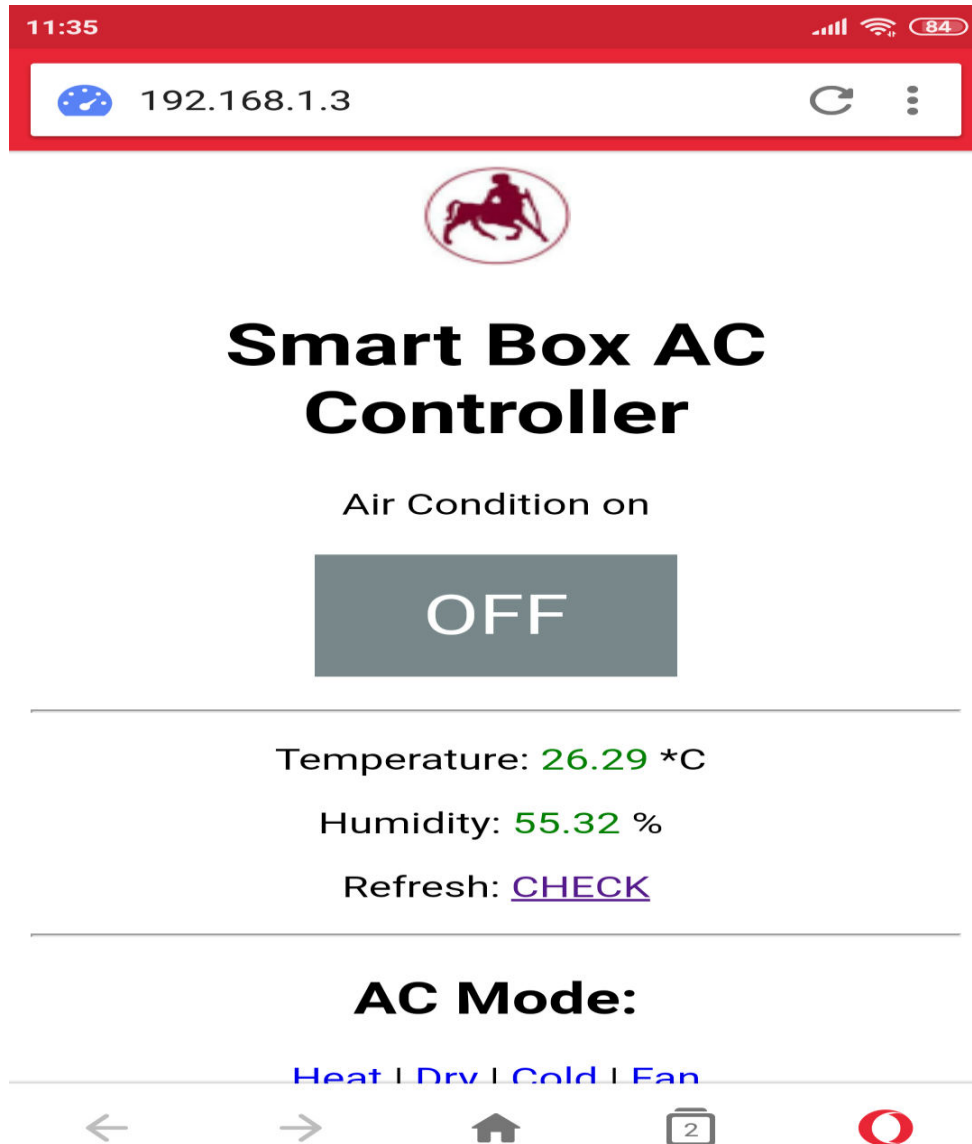 11:35
84
192.168.1.3
Smart Box AC
Controller
Air Condition on
OFF
Temperature: 26.29 *C
Humidity: 55.32 %
Refresh: CHECK
AC Mode:
Heat | Dry | Cold | Fan
2